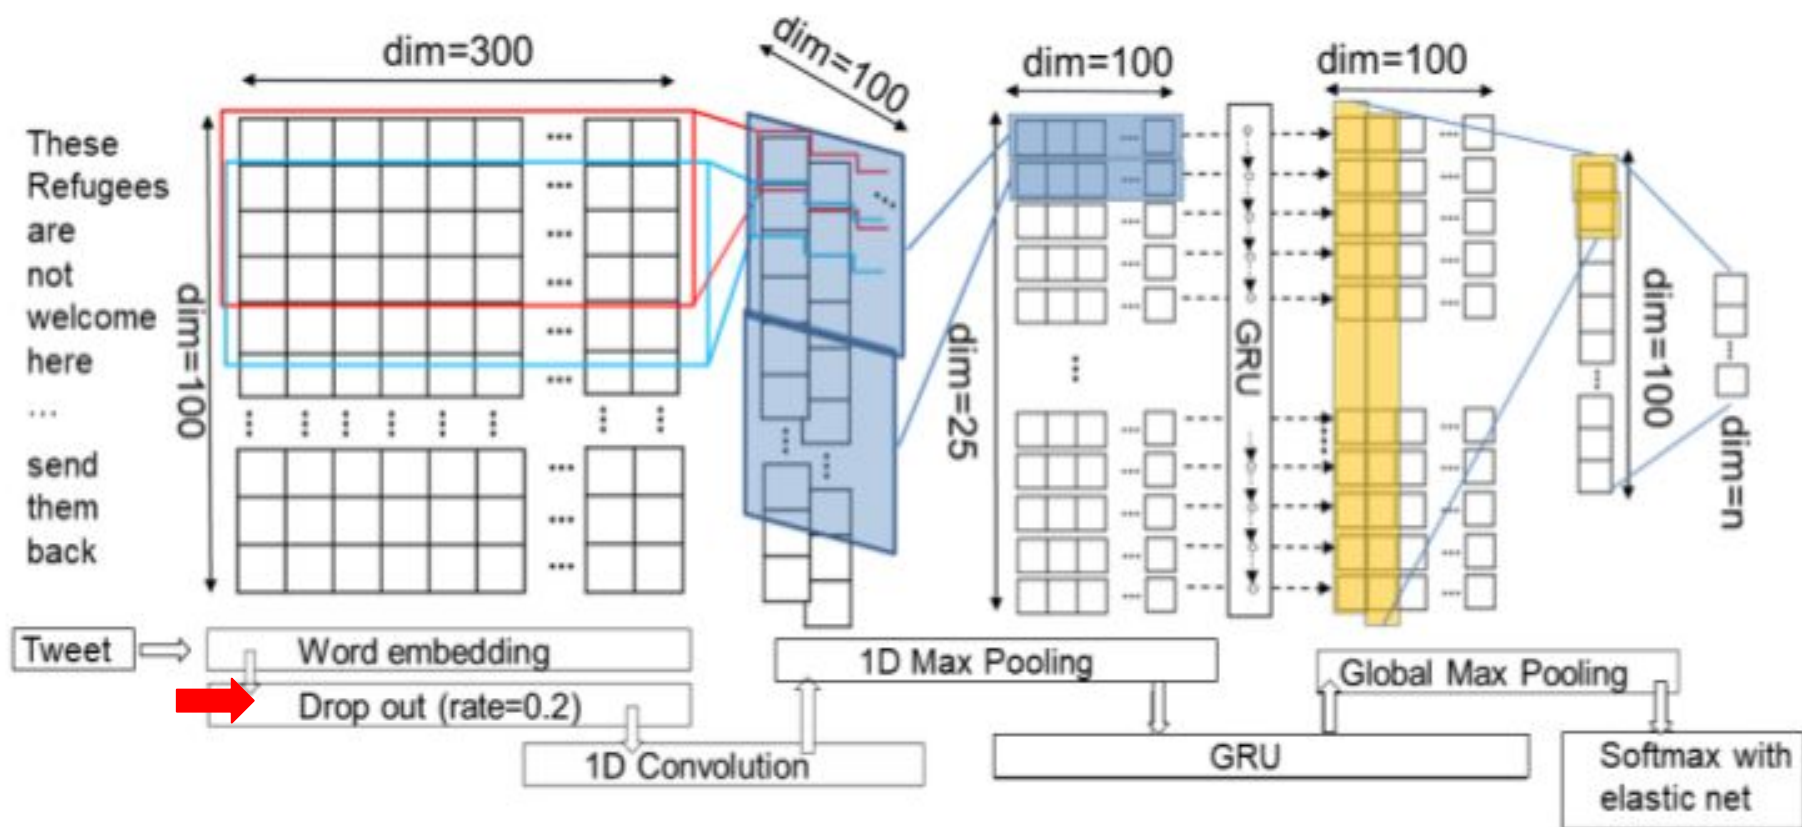 dim=300
dim=100
dim=100
dim=100
These
Refugees
are
not
welcome
here
...
send
them
back
dim=100
dim=25
GRU
dim=100
dim=n
Tweet
Word embedding
Drop out (rate=0.2)
1D Convolution
1D Max Pooling
GRU
Global Max Pooling
Softmax with
elastic net